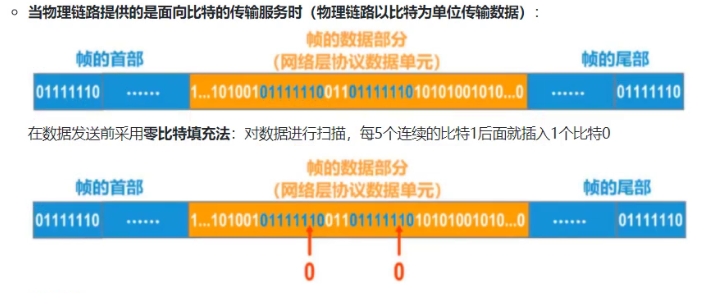 当物理链路提供的是面向比特的传输服务时（物理链路以比特为单位传输数据）:
帧的数据部分
帧的首部 （网络层协议数据单元） 帧的尾部
01111110 …… 1...1010010111111000110111111010101001010...0 …… 01111110
在数据发送前采用零比特填充法：对数据进行扫描，每5个连续的比特1后面就插入1个比特0
帧的数据部分
帧的首部 （网络层协议数据单元） 帧的尾部
01111110 …… 1...1010010111111000110111111010101001010...0 …… 01111110
0 0